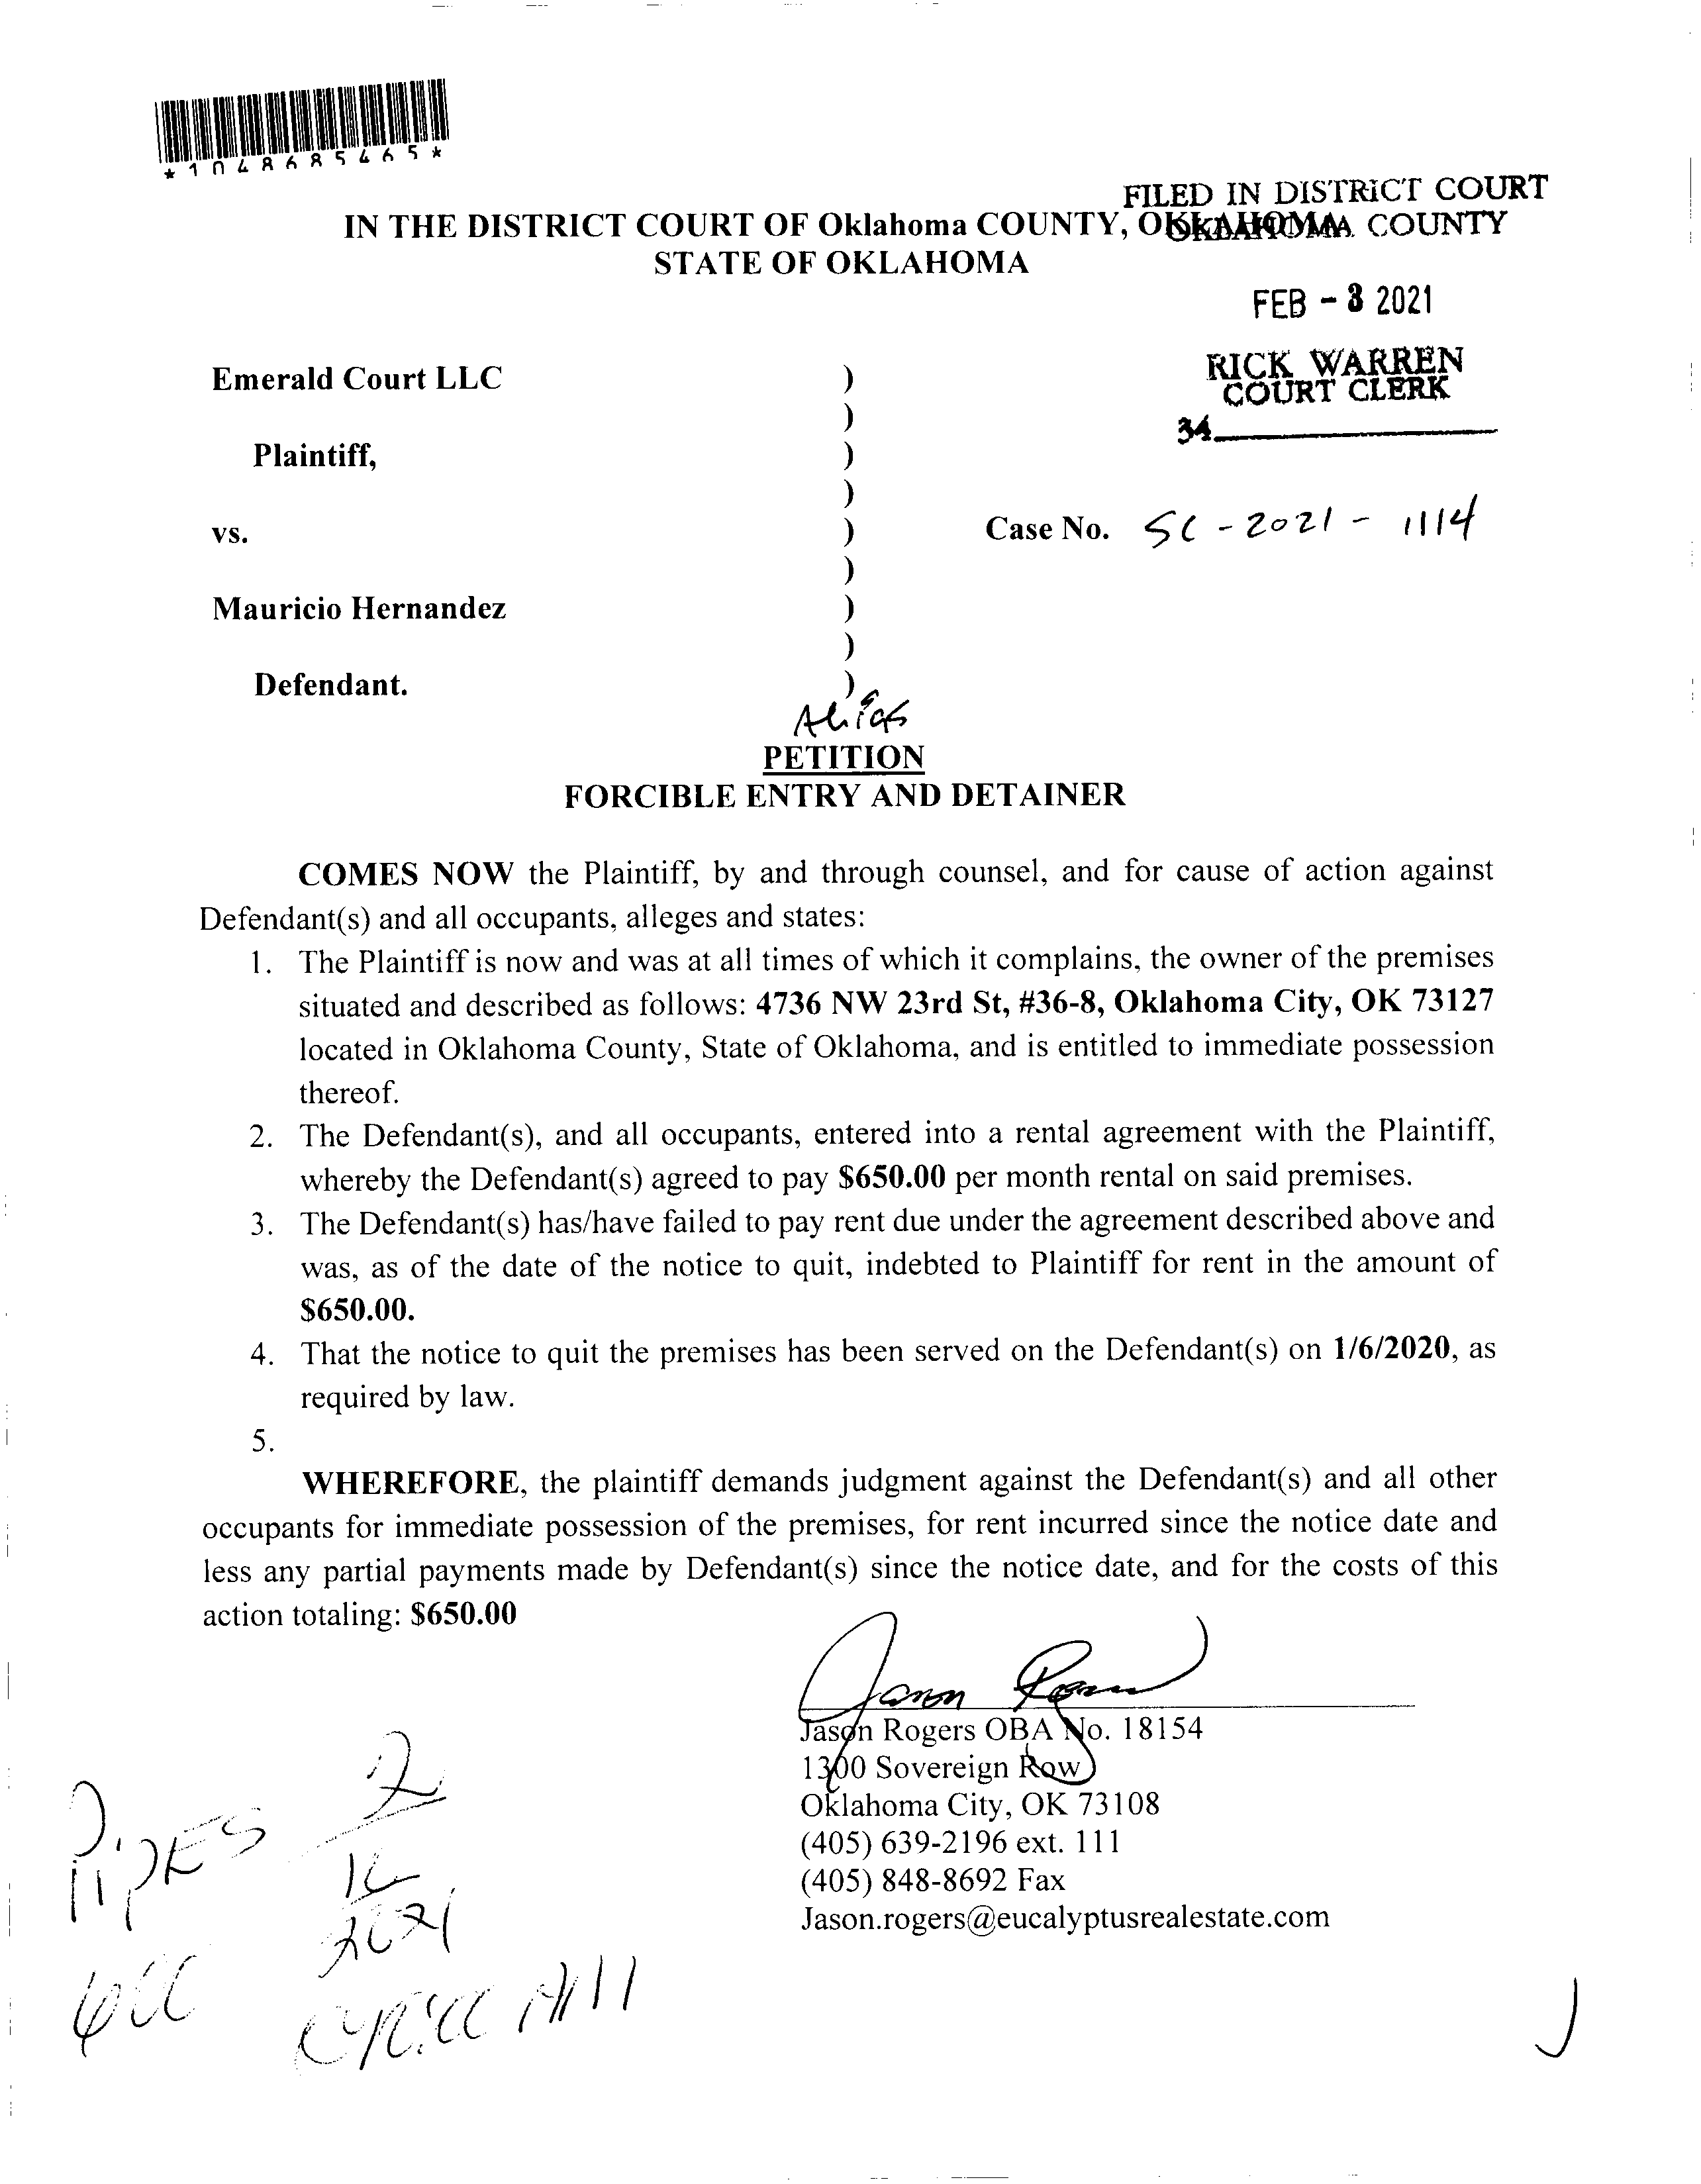 *1048685465*
FILED IN DISTRICT COURT
OKLAHOMA COUNTY
IN THE DISTRICT COURT OF Oklahoma COUNTY, OKLAHOMA
STATE OF OKLAHOMA
FEB - 3 2021
RICK WARREN
COURT CLERK
34
Emerald Court LLC )
)
Plaintiff, )
)
vs. ) Case No. SC - 2021 - 1114
)
Mauricio Hernandez )
)
Defendant. )
Alias
PETITION
FORCIBLE ENTRY AND DETAINER
COMES NOW the Plaintiff, by and through counsel, and for cause of action against
Defendant(s) and all occupants, alleges and states:
1. The Plaintiff is now and was at all times of which it complains, the owner of the premises
situated and described as follows: 4736 NW 23rd St, #36-8, Oklahoma City, OK 73127
located in Oklahoma County, State of Oklahoma, and is entitled to immediate possession
thereof.
2. The Defendant(s), and all occupants, entered into a rental agreement with the Plaintiff,
whereby the Defendant(s) agreed to pay $650.00 per month rental on said premises.
3. The Defendant(s) has/have failed to pay rent due under the agreement described above and
was, as of the date of the notice to quit, indebted to Plaintiff for rent in the amount of
$650.00.
4. That the notice to quit the premises has been served on the Defendant(s) on 1/6/2020, as
required by law.
5.
WHEREFORE, the plaintiff demands judgment against the Defendant(s) and all other
occupants for immediate possession of the premises, for rent incurred since the notice date and
less any partial payments made by Defendant(s) since the notice date, and for the costs of this
action totaling: $650.00
Jason Rogers OBA No. 18154
1300 Sovereign Row
Oklahoma City, OK 73108
(405) 639-2196 ext. 111
(405) 848-8692 Fax
Jason.rogers@eucalyptusrealestate.com
2
2021